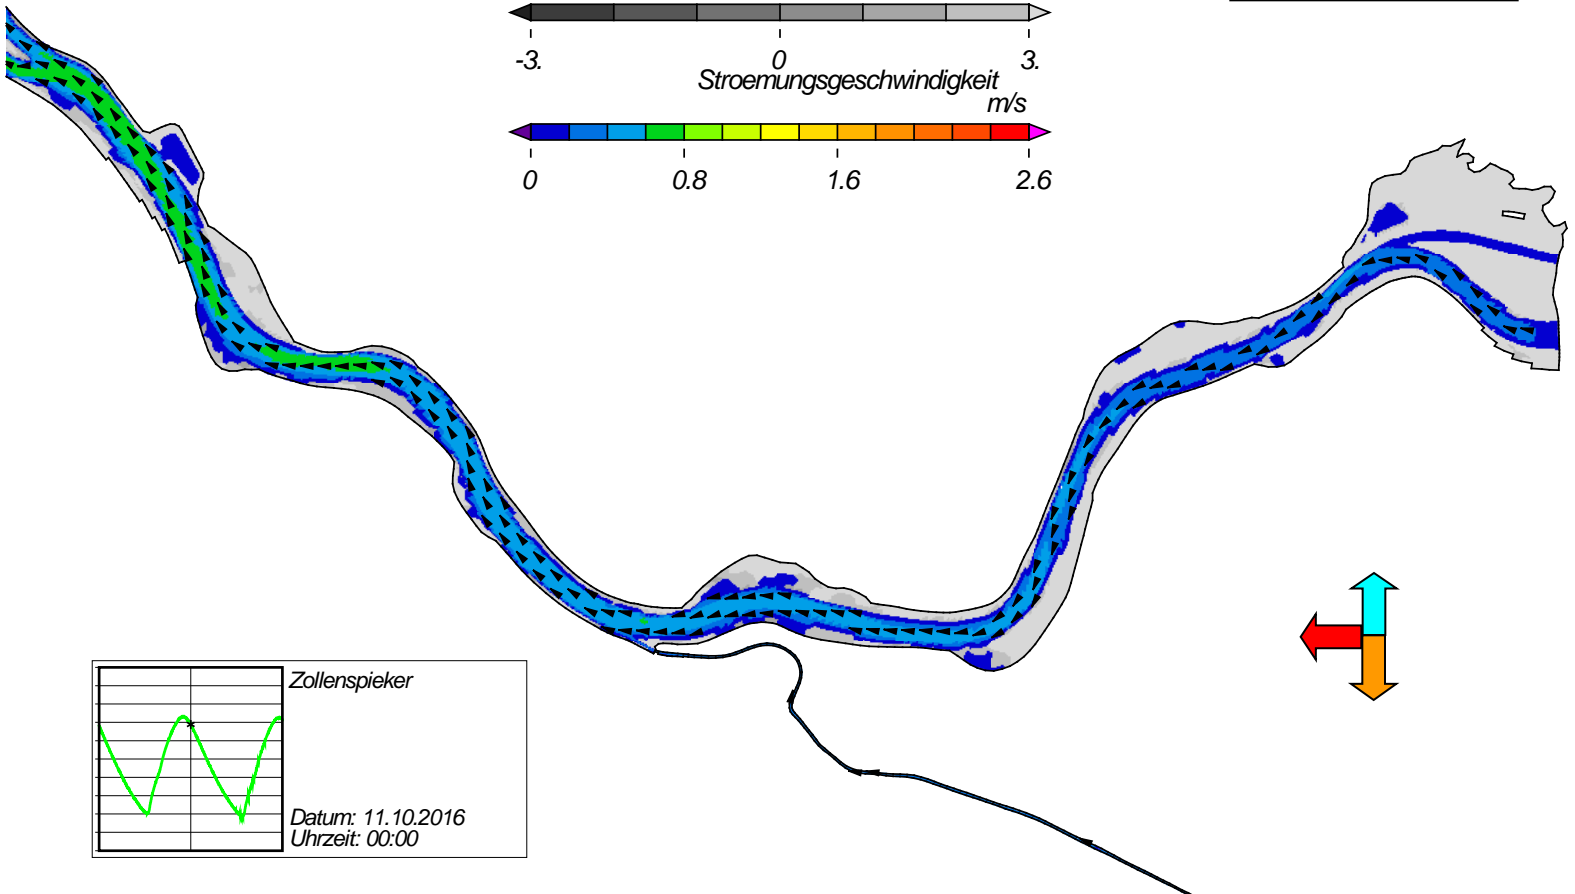 -3. 0 3.
Stroemungsgeschwindigkeit
m/s
0 0.8 1.6 2.6
Zollenspieker
Datum: 11.10.2016
Uhrzeit: 00:00